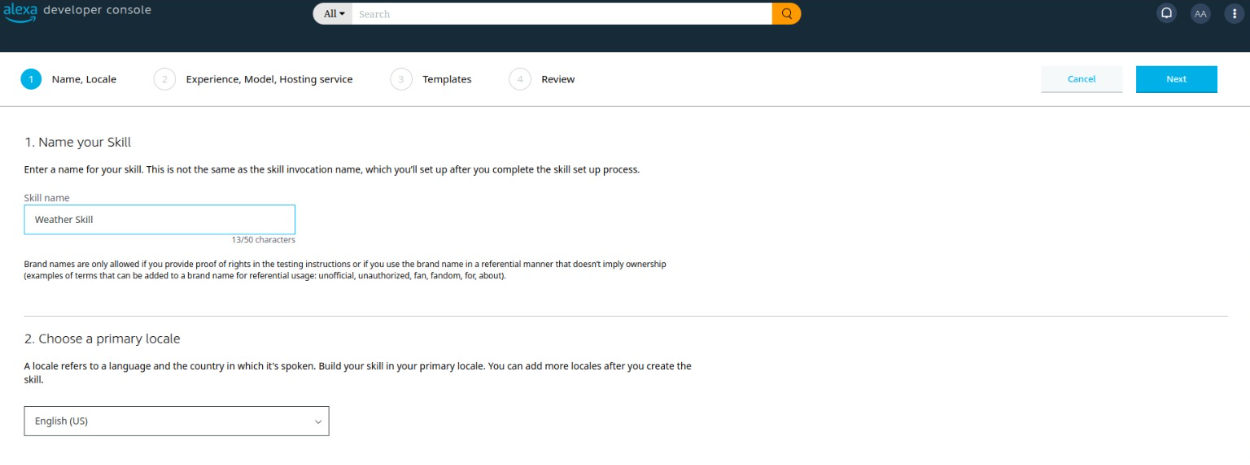 alexa developer console
All Search
AA
1 Name, Locale 2 Experience, Model, Hosting service 3 Templates 4 Review Cancel Next
1. Name your Skill
Enter a name for your skill. This is not the same as the skill invocation name, which you'll set up after you complete the skill set up process.
Skill name
Weather Skill
13/50 characters
Brand names are only allowed if you provide proof of rights in the testing instructions or if you use the brand name in a referential manner that doesn't imply ownership
(examples of terms that can be added to a brand name for referential usage: unofficial, unauthorized, fan, fandom, for, about).
2. Choose a primary locale
A locale refers to a language and the country in which it's spoken. Build your skill in your primary locale. You can add more locales after you create the
skill.
English (US)